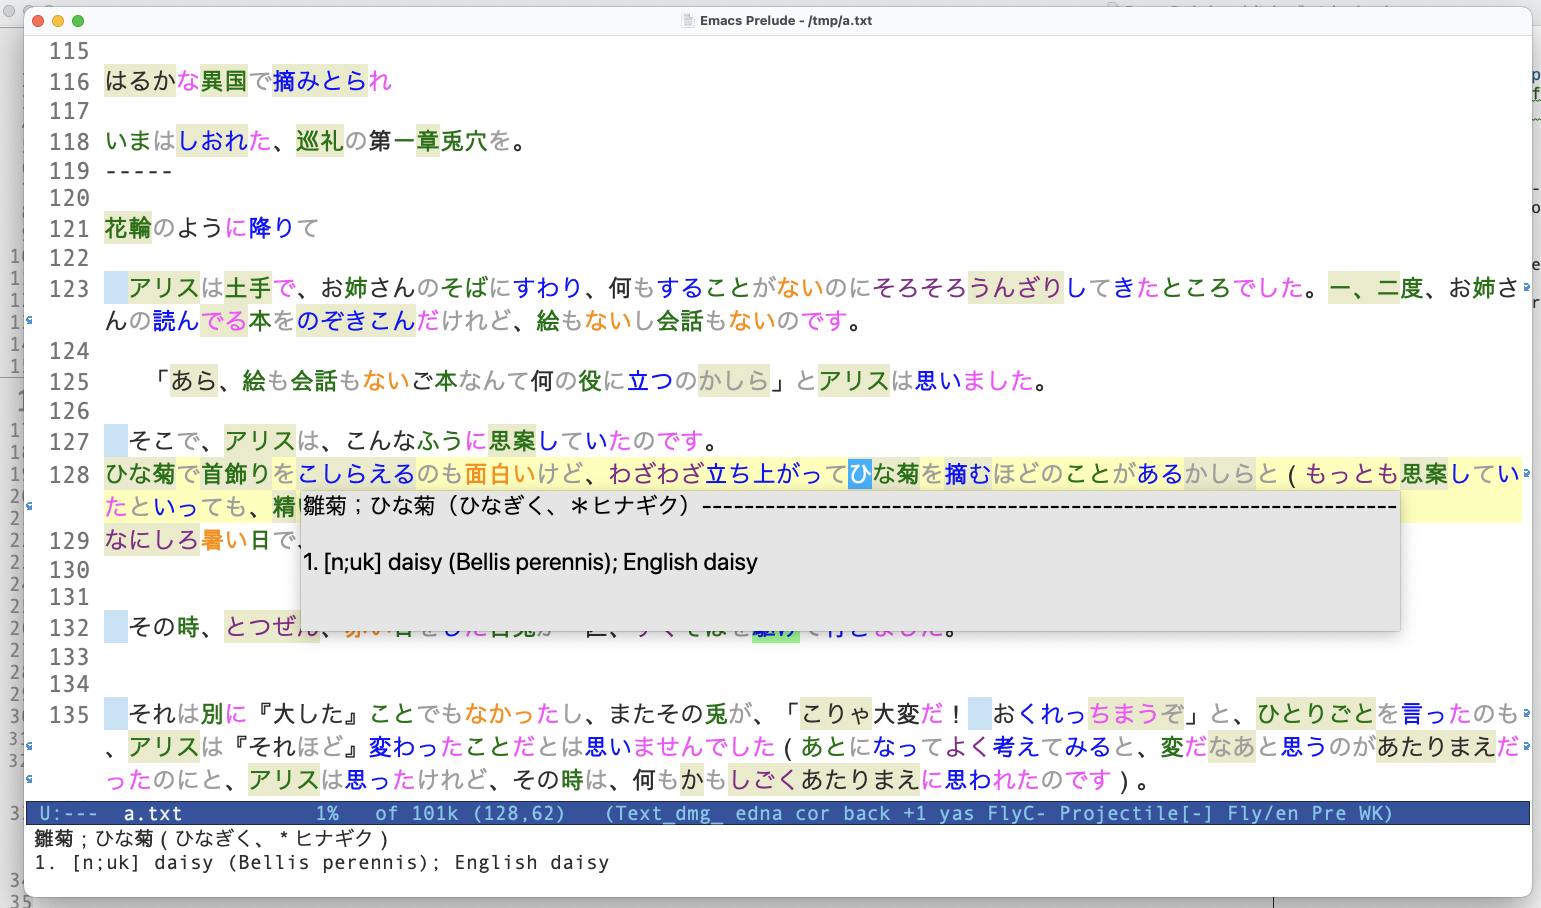 Emacs Prelude - /tmp/a.txt
115
116 はるかな異国で摘みとられ
117
118 いまはしおれた、巡礼の第一章兎穴を。
119 -----
120
121 花輪のように降りて
122
123 　アリスは土手で、お姉さんのそばにすわり、何もすることがないのにそろそろうんざりしてきたところでした。一、二度、お姉さ
んの読んでる本をのぞきこんだけれど、絵もないし会話もないのです。
124
125 　「あら、絵も会話もないご本なんて何の役に立つのかしら」とアリスは思いました。
126
127 　そこで、アリスは、こんなふうに思案していたのです。
128 ひな菊で首飾りをこしらえるのも面白いけど、わざわざ立ち上がってひな菊を摘むほどのことがあるかしらと(もっとも思案してい
たといっても、精
雛菊；ひな菊（ひなぎく、＊ヒナギク）-----------------------------------------------------------------
1. [n;uk] daisy (Bellis perennis); English daisy
129 なにしろ暑い日で、
130
131
132 　その時、とつぜん、
133
134
135 　それは別に『大した』ことでもなかったし、またその兎が、「こりゃ大変だ！　おくれっちまうぞ」と、ひとりごとを言ったのも
、アリスは『それほど』変わったことだとは思いませんでした(あとになってよく考えてみると、変だなあと思うのがあたりまえだ
ったのにと、アリスは思ったけれど、その時は、何もかもしごくあたりまえに思われたのです)。
U:--- a.txt 1% of 101k (128,62) (Text_dmg_ edna cor back +1 yas FlyC- Projectile[-] Fly/en Pre WK)
雛菊；ひな菊(ひなぎく、*ヒナギク)
1. [n;uk] daisy (Bellis perennis); English daisy